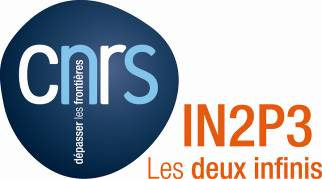 cnrs
dépasser les frontières
IN2P3
Les deux infinis